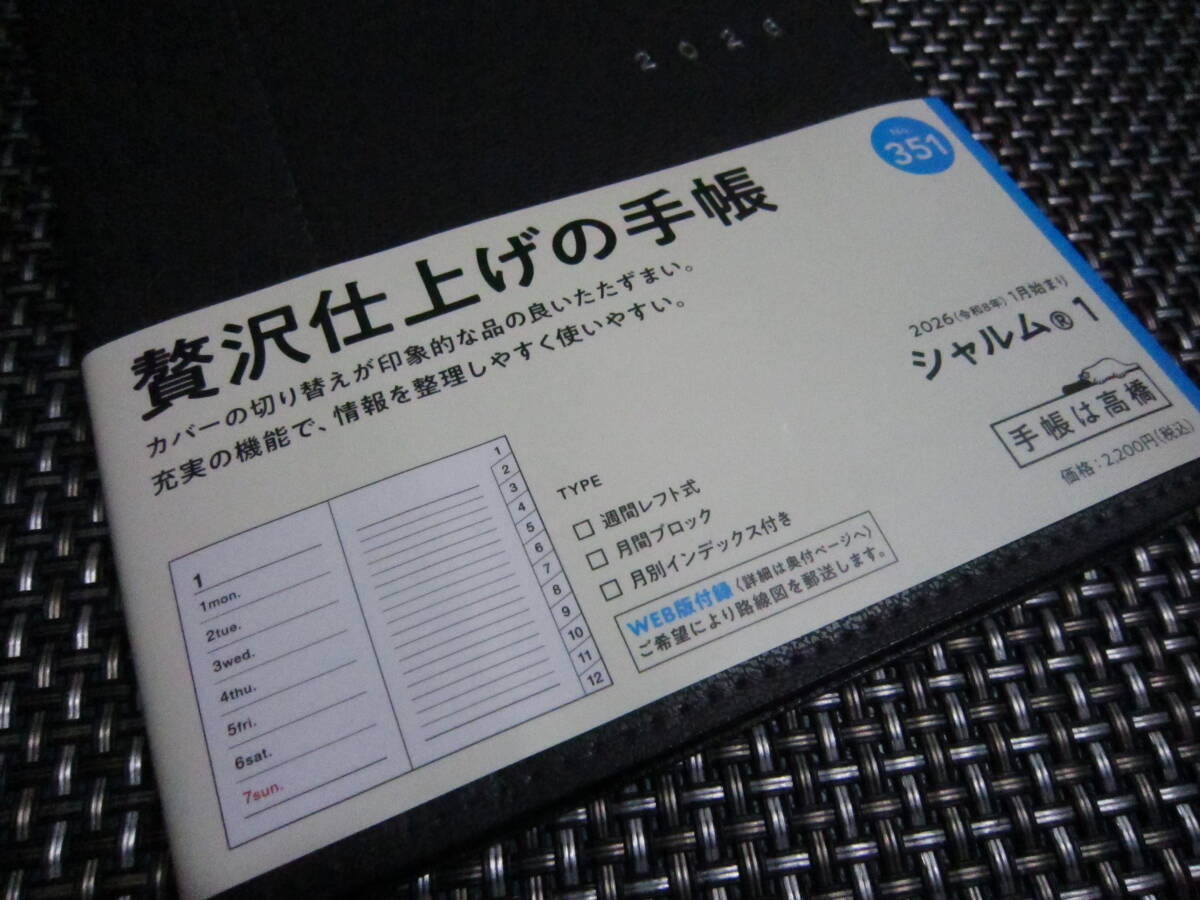 2026
No.
351
贅沢仕上げの手帳
カバーの切り替えが印象的な品の良いたたずまい。
充実の機能で、情報を整理しやすく使いやすい。
2026(令和8年) 1月始まり
シャルム® 1
手帳は高橋
価格:2,200円(税込)
1
1mon.
2tue.
3wed.
4thu.
5fri.
6sat.
7sun.
1
2
3
4
5
6
7
8
9
10
11
12
TYPE
□ 週間レフト式
□ 月間ブロック
□ 月別インデックス付き
WEB版付録〈詳細は奥付ページへ〉
ご希望により路線図を郵送します。